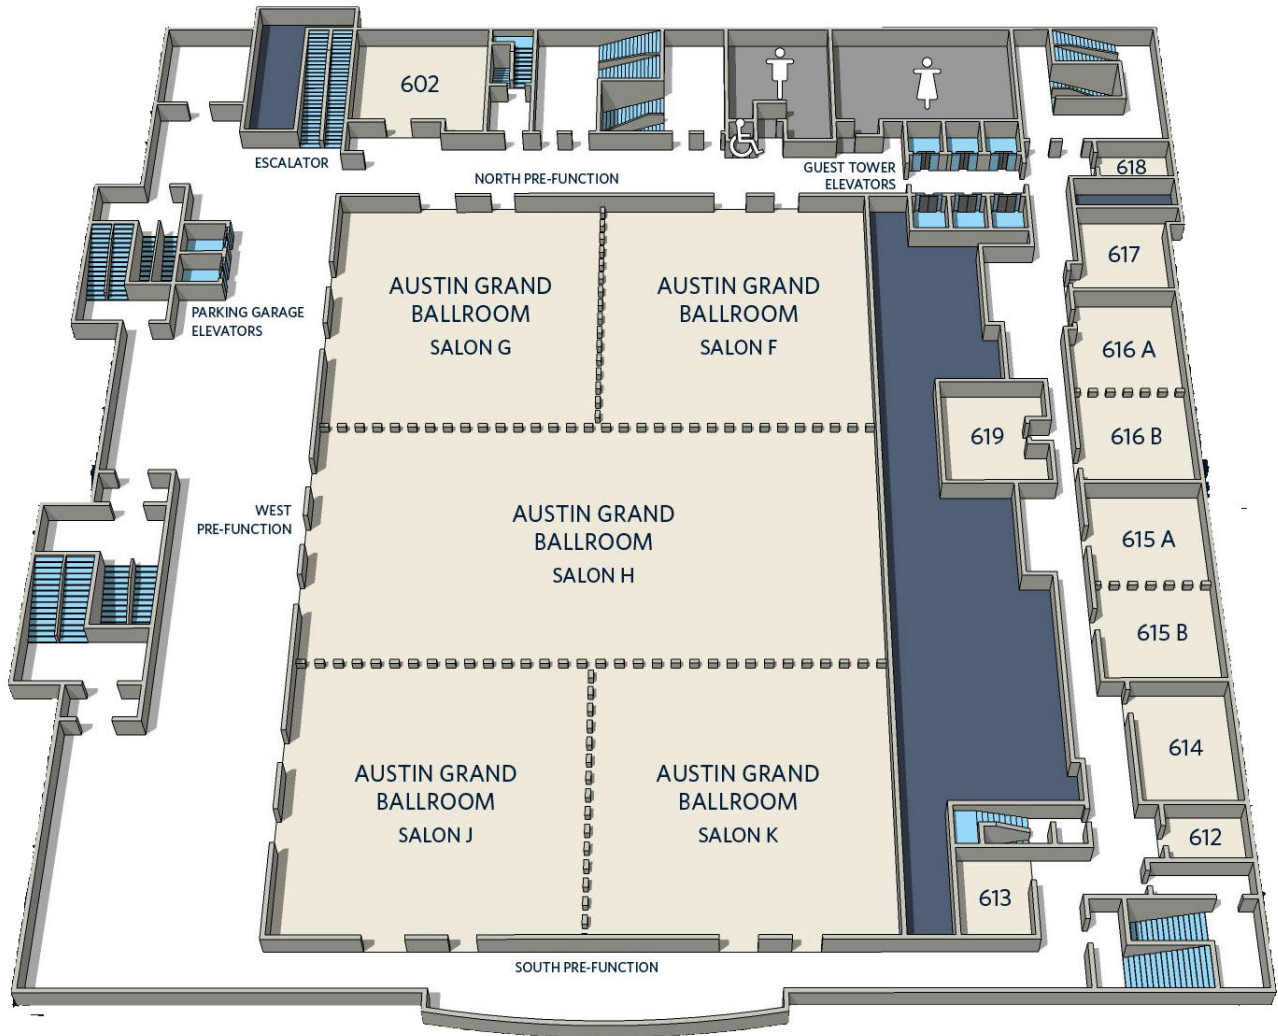 602
ESCALATOR
NORTH PRE-FUNCTION
GUEST TOWER
ELEVATORS
618
617
PARKING GARAGE
ELEVATORS
AUSTIN GRAND
BALLROOM
SALON G
AUSTIN GRAND
BALLROOM
SALON F
616 A
616 B
619
WEST
PRE-FUNCTION
AUSTIN GRAND
BALLROOM
SALON H
615 A
615 B
614
AUSTIN GRAND
BALLROOM
SALON J
AUSTIN GRAND
BALLROOM
SALON K
612
613
SOUTH PRE-FUNCTION